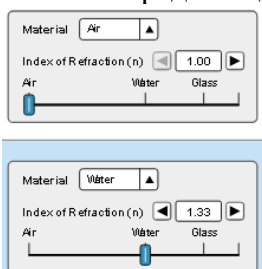 Material Air
Index of Refraction (n) 1.00
Air Water Glass
Material Water
Index of Refraction (n) 1.33
Air Water Glass